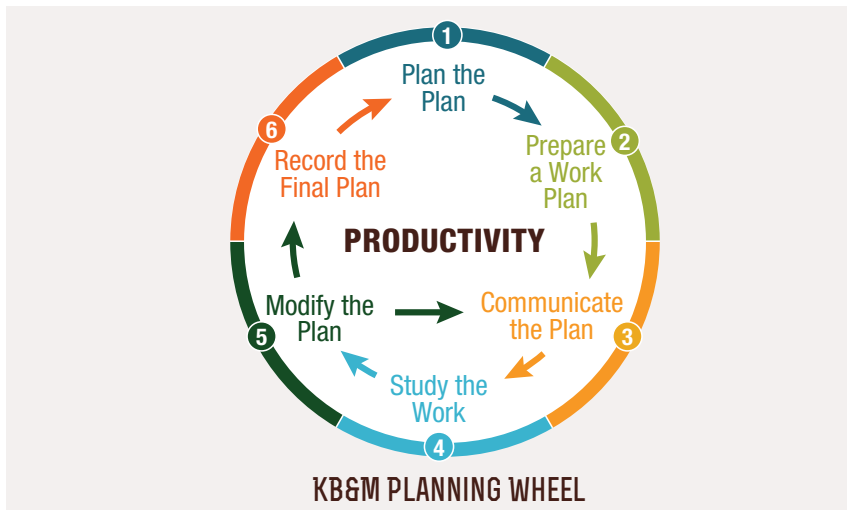 1
Plan the
Plan
2
Prepare
a Work
Plan
3
Communicate
the Plan
4
Study the
Work
5
Modify the
Plan
6
Record the
Final Plan
PRODUCTIVITY
KB&M PLANNING WHEEL